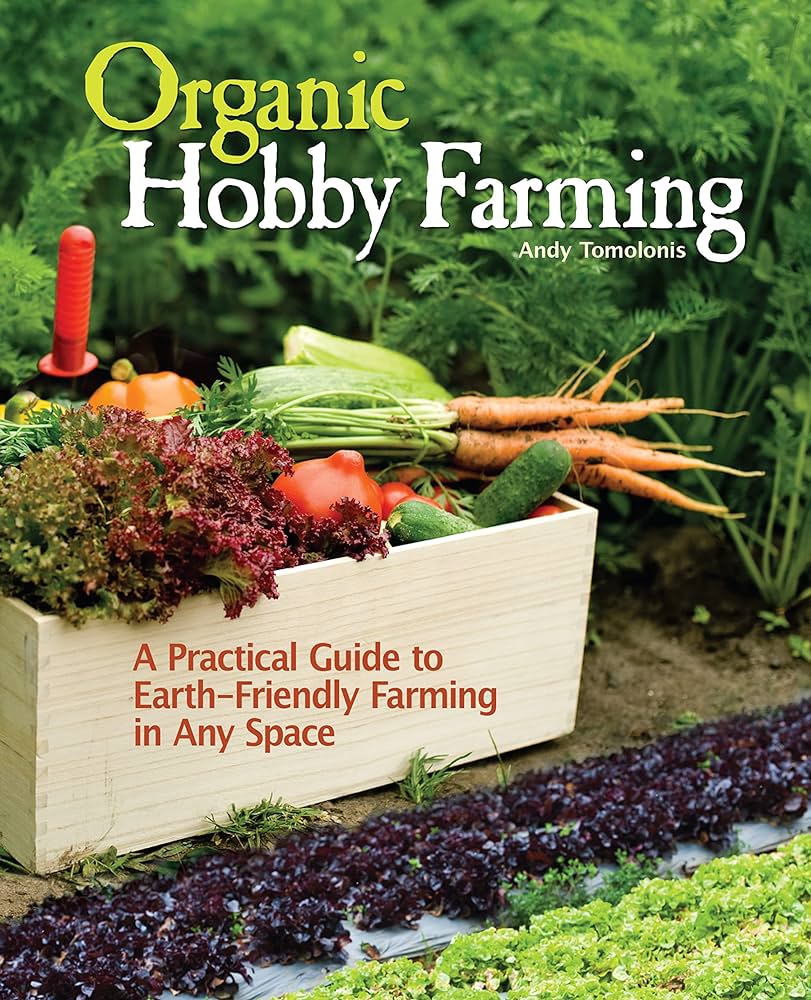 Organic
Hobby Farming
Andy Tomolonis
A Practical Guide to
Earth-Friendly Farming
in Any Space